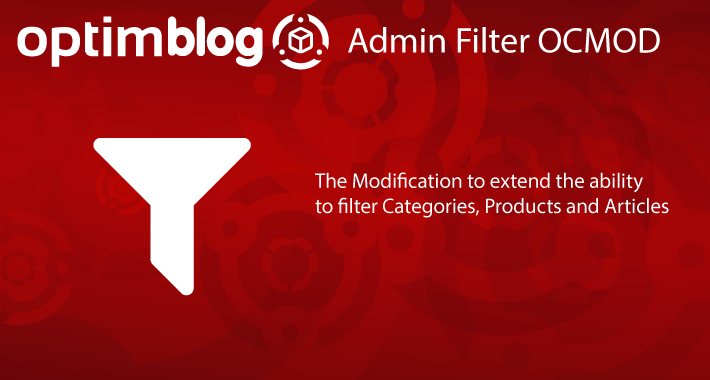 optimblog Admin Filter OCMOD
The Modification to extend the ability
to filter Categories, Products and Articles